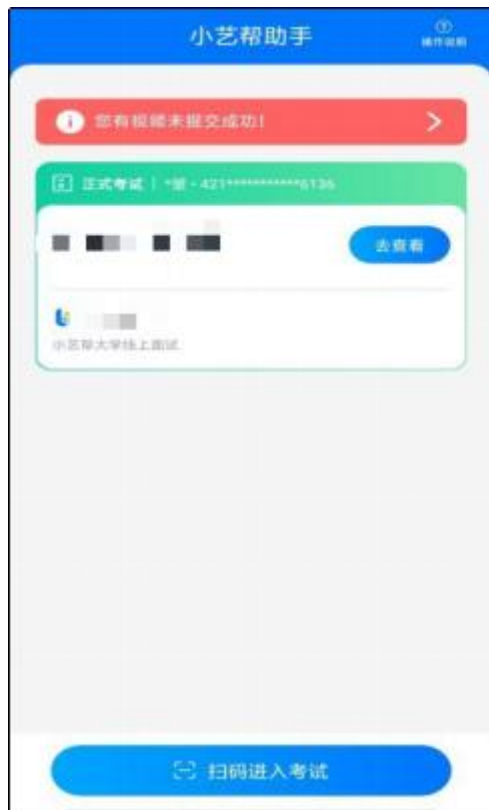 小艺帮助手
操作说明
您有视频未提交成功！
正式考试 | *
- 421***********6136
去查看
小艺帮大学线上面试
扫码进入考试